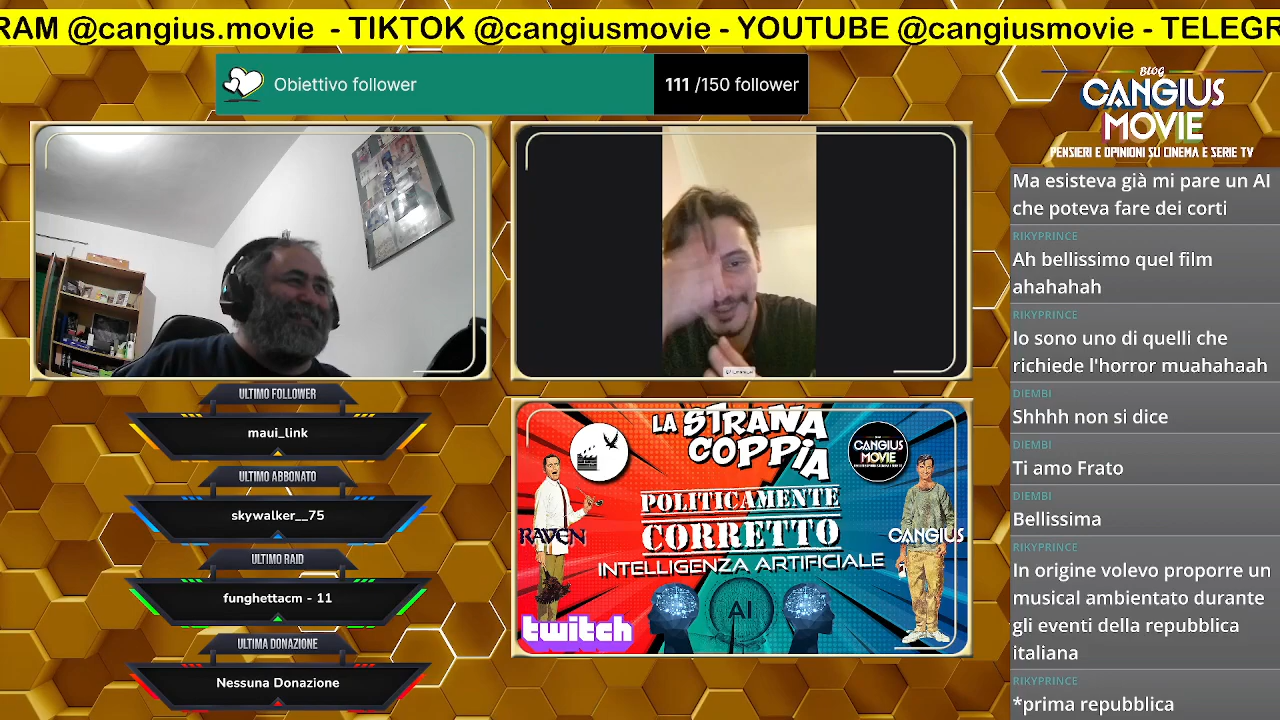 RAM @cangius.movie - TIKTOK @cangiusmovie - YOUTUBE @cangiusmovie - TELEGR
Obiettivo follower
111 /150 follower
BLOG
CANGIUS
MOVIE
PENSIERI E OPINIONI SU CINEMA E SERIE TV
Ma esisteva già mi pare un AI
che poteva fare dei corti
RIKYPRINCE
Ah bellissimo quel film
ahahahah
RIKYPRINCE
Io sono uno di quelli che
richiede l'horror muahahaah
DIEMBI
Shhhh non si dice
DIEMBI
Ti amo Frato
DIEMBI
Bellissima
RIKYPRINCE
In origine volevo proporre un
musical ambientato durante
gli eventi della repubblica
italiana
RIKYPRINCE
*prima repubblica
ULTIMO FOLLOWER
maui_link
ULTIMO ABBONATO
skywalker__75
ULTIMO RAID
funghettacm - 11
ULTIMA DONAZIONE
Nessuna Donazione
LA STRANA
COPPIA
CANGIUS
MOVIE
POLITICAMENTE
CORRETTO
RAVEN
CANGIUS
INTELLIGENZA ARTIFICIALE
AI
twitch